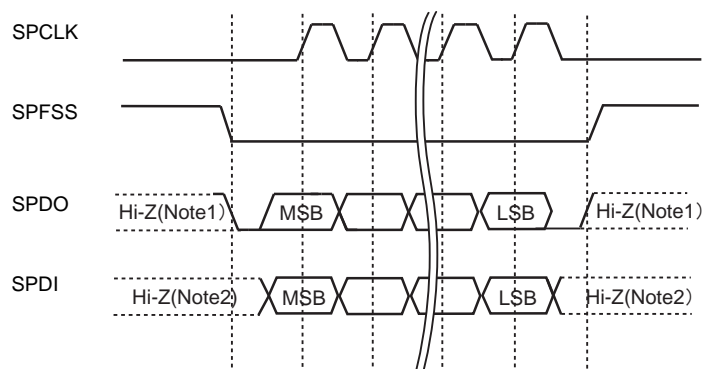 SPCLK
SPFSS
SPDO
Hi-Z(Note1)
MSB
LSB
Hi-Z(Note1)
SPDI
Hi-Z(Note2)
MSB
LSB
Hi-Z(Note2)